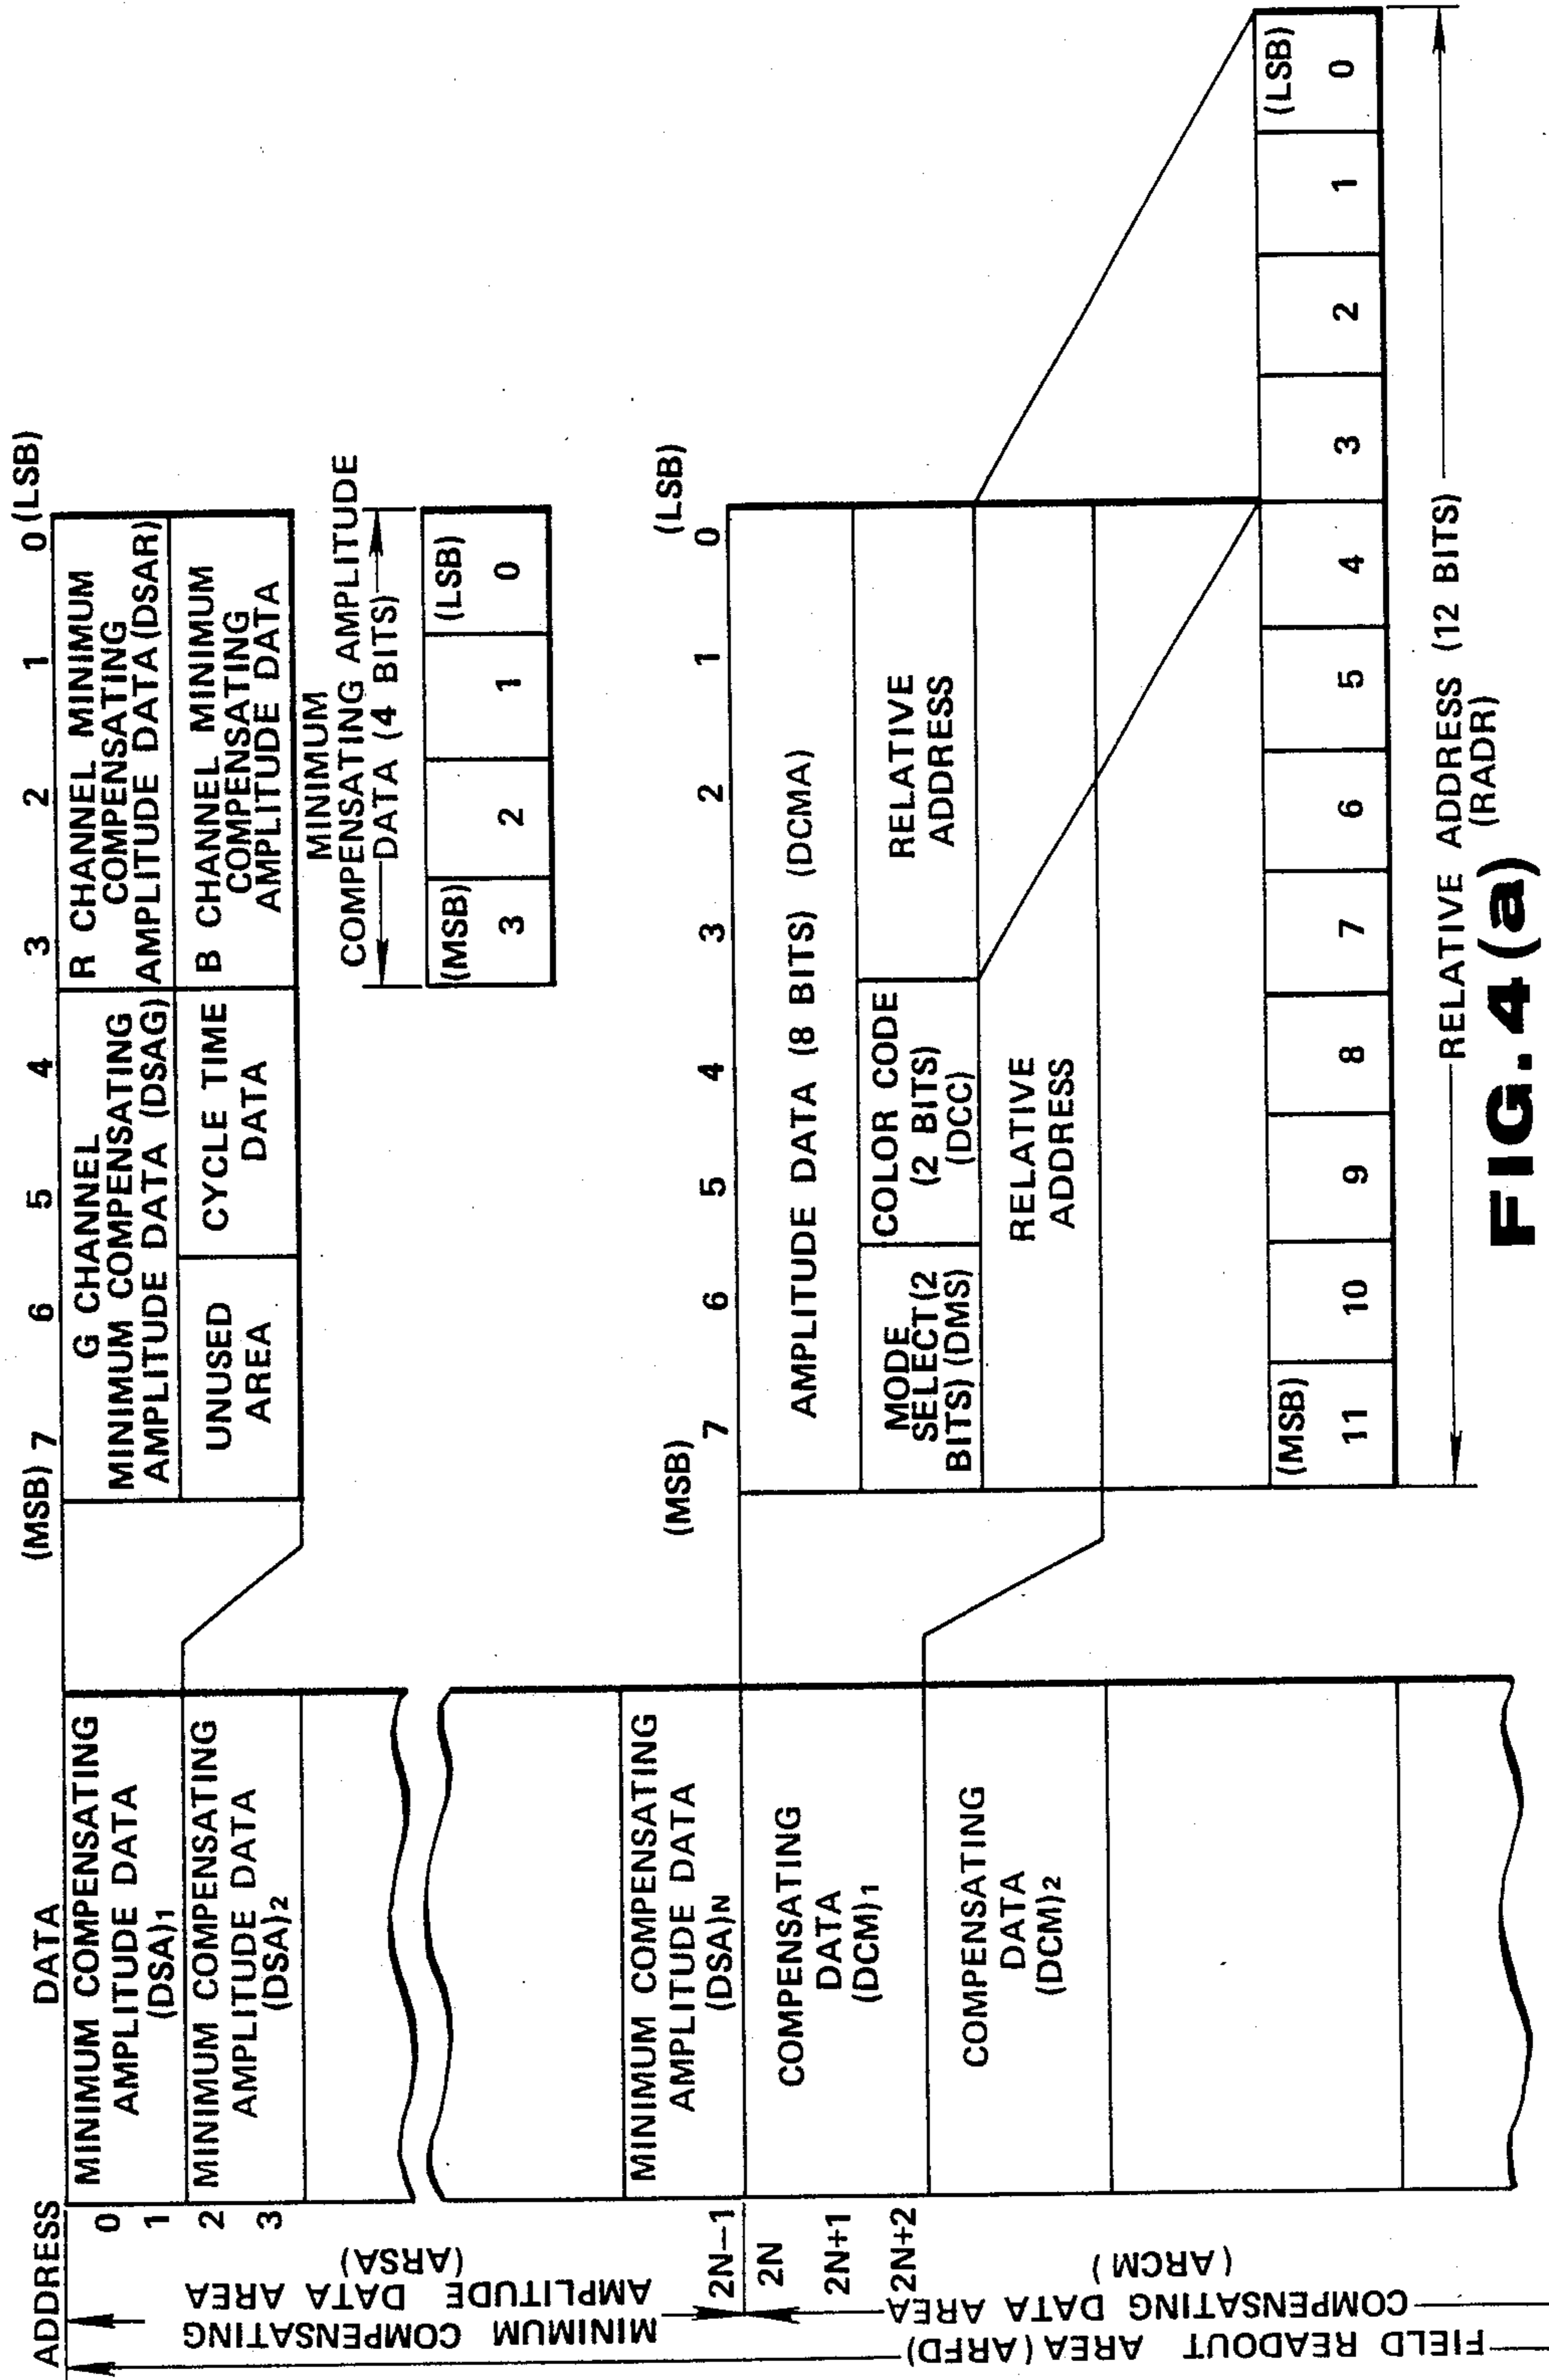 ADDRESS
DATA
(MSB) 7 6 5 4 3 2 1 0 (LSB)
0
1
2
3
MINIMUM COMPENSATING
AMPLITUDE DATA
(DSA)1
MINIMUM COMPENSATING
AMPLITUDE DATA
(DSA)2
G CHANNEL
MINIMUM COMPENSATING
AMPLITUDE DATA (DSAG)
R CHANNEL MINIMUM
COMPENSATING
AMPLITUDE DATA (DSAR)
UNUSED
AREA
CYCLE TIME
DATA
B CHANNEL MINIMUM
COMPENSATING
AMPLITUDE DATA
MINIMUM
COMPENSATING AMPLITUDE
DATA (4 BITS)
(MSB) (LSB)
3 2 1 0
MINIMUM COMPENSATING
AMPLITUDE DATA AREA
(ARSA)
2N-1
MINIMUM COMPENSATING
AMPLITUDE DATA
(DSA)N
2N
2N+1
2N+2
COMPENSATING
DATA
(DCM)1
COMPENSATING
DATA
(DCM)2
(MSB) (LSB)
7 6 5 4 3 2 1 0
AMPLITUDE DATA (8 BITS) (DCMA)
MODE
SELECT (2
BITS) (DMS)
COLOR CODE
(2 BITS)
(DCC)
RELATIVE
ADDRESS
RELATIVE
ADDRESS
(MSB) (LSB)
11 10 9 8 7 6 5 4 3 2 1 0
RELATIVE ADDRESS (12 BITS)
(RADR)
(ARCM)
COMPENSATING DATA AREA
FIELD READOUT AREA (ARFD)
FIG. 4(a)